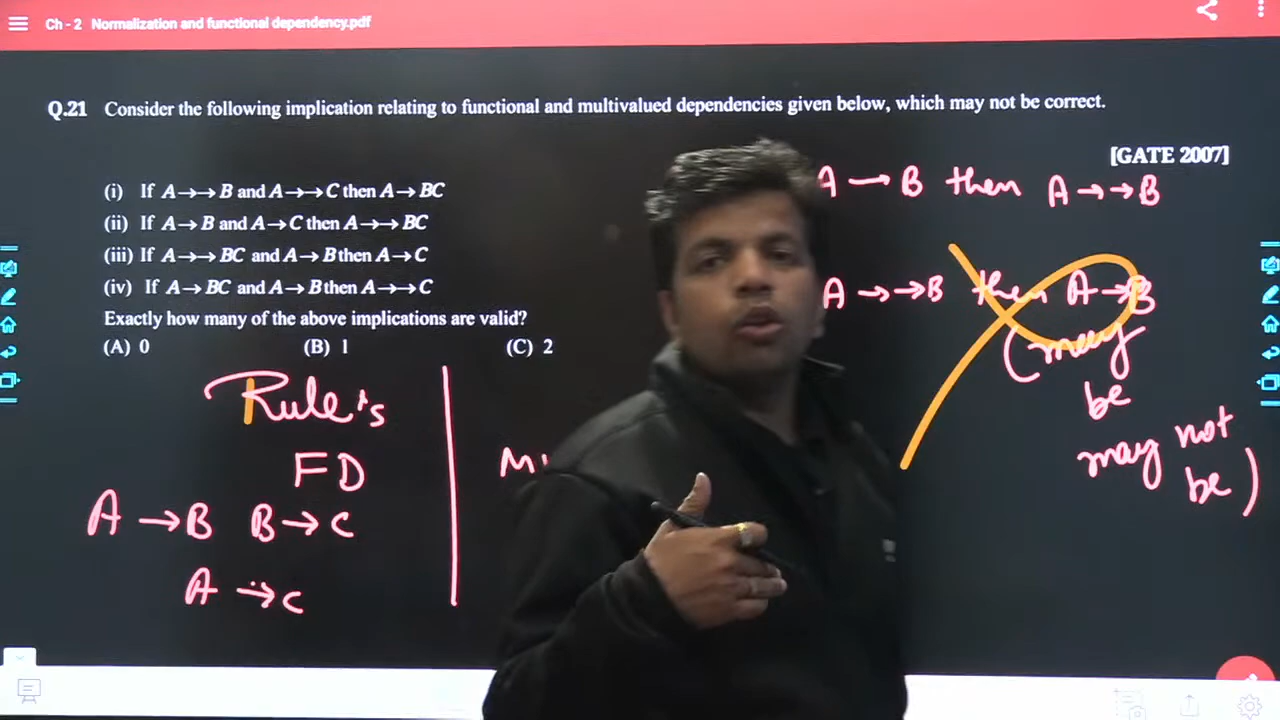 Ch - 2 Normalization and functional dependency.pdf
Q.21 Consider the following implication relating to functional and multivalued dependencies given below, which may not be correct.
[GATE 2007]
(i) If A→→B and A→→C then A→BC
(ii) If A→B and A→C then A→→BC
(iii) If A→→BC and A→B then A→C
(iv) If A→BC and A→B then A→→C
Exactly how many of the above implications are valid?
(A) 0 (B) 1 (C) 2
A → B then A →→ B
A →→ B then A → B
(may
be
may not
be)
Rule's
FD
A → B B → C
A → C